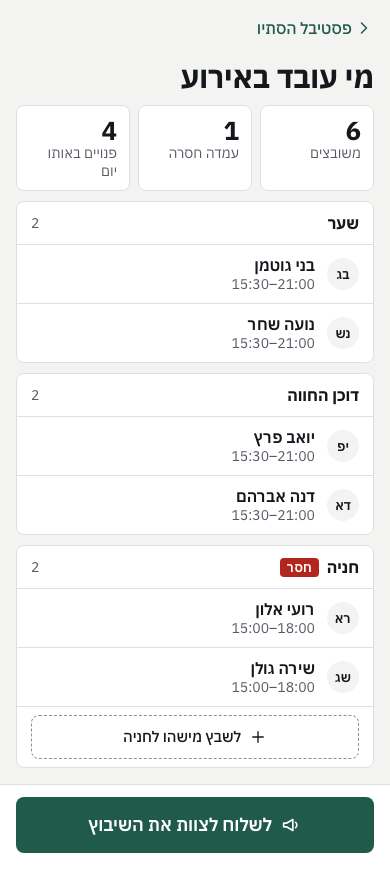 פסטיבל הסתיו
מי עובד באירוע
6
משובצים
1
עמדה חסרה
4
פנויים באותו
יום
שער
2
בג
בני גוטמן
15:30–21:00
נש
נועה שחר
15:30–21:00
דוכן החווה
2
יפ
יואב פרץ
15:30–21:00
דא
דנה אברהם
15:30–21:00
חניה חסר
2
רא
רועי אלון
15:00–18:00
שג
שירה גולן
15:00–18:00
+ לשבץ מישהו לחניה
לשלוח לצוות את השיבוץ